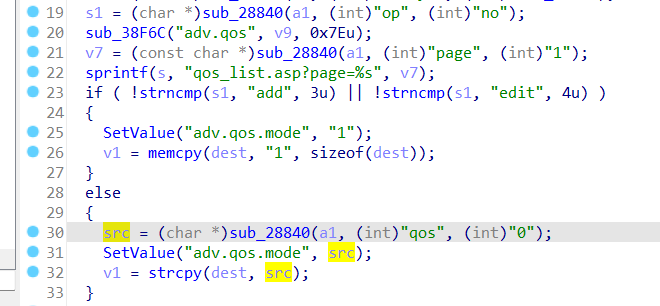 19 s1 = (char *)sub_28840(a1, (int)"op", (int)"no");
20 sub_38F6C("adv.qos", v9, 0x7Eu);
21 v7 = (const char *)sub_28840(a1, (int)"page", (int)"1");
22 sprintf(s, "qos_list.asp?page=%s", v7);
23 if ( !strncmp(s1, "add", 3u) || !strncmp(s1, "edit", 4u) )
24 {
25 SetValue("adv.qos.mode", "1");
26 v1 = memcpy(dest, "1", sizeof(dest));
27 }
28 else
29 {
30 src = (char *)sub_28840(a1, (int)"qos", (int)"0");
31 SetValue("adv.qos.mode", src);
32 v1 = strcpy(dest, src);
33 }